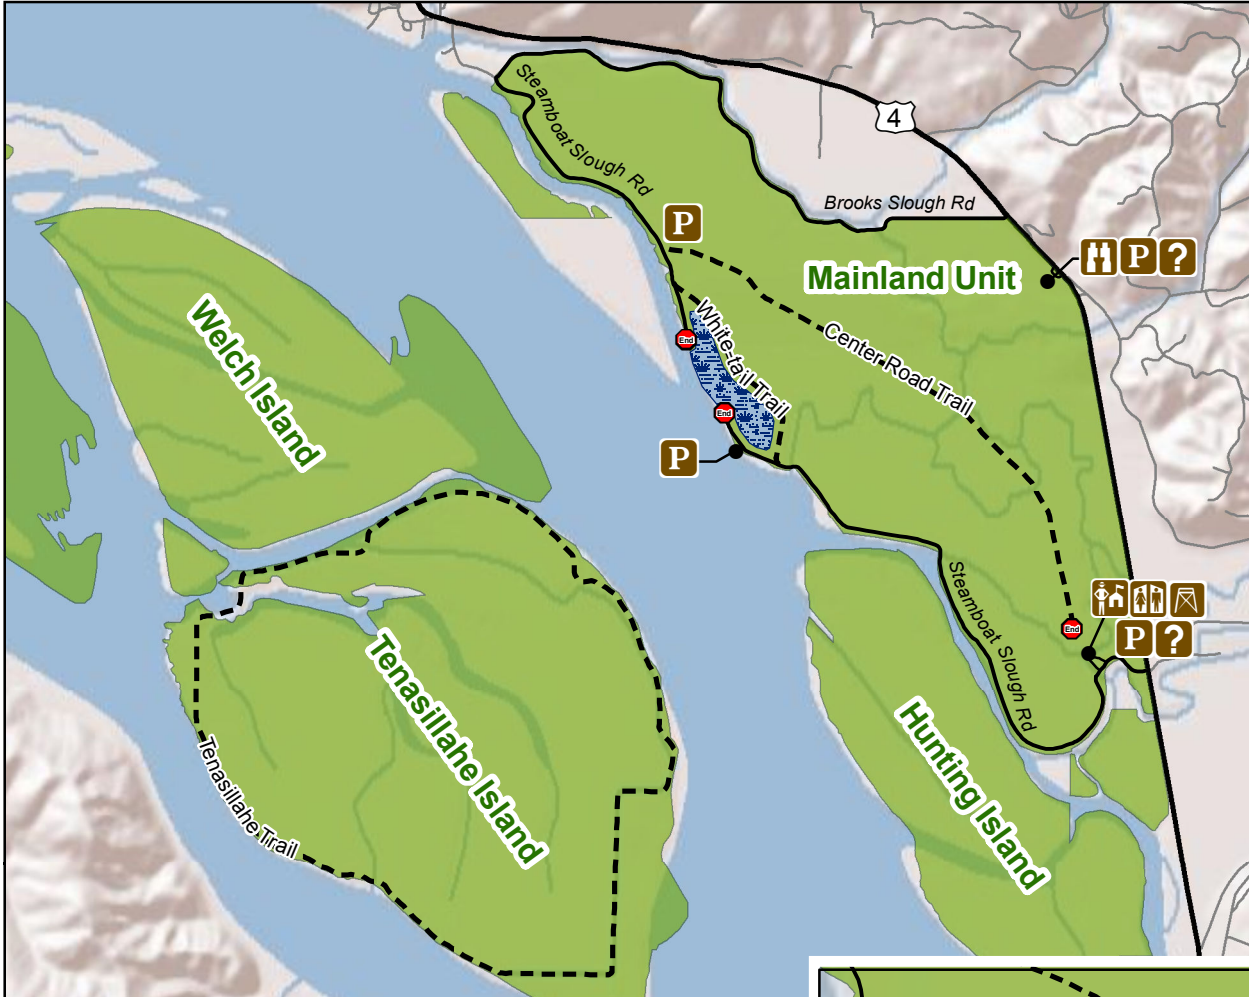 4
Steamboat Slough Rd
Brooks Slough Rd
P
Mainland Unit
P ?
Welch Island
White-tail Trail
End
Center Road Trail
End
P
Steamboat Slough Rd
End
P ?
Tenasillahe Island
Hunting Island
Tenasillahe Trail